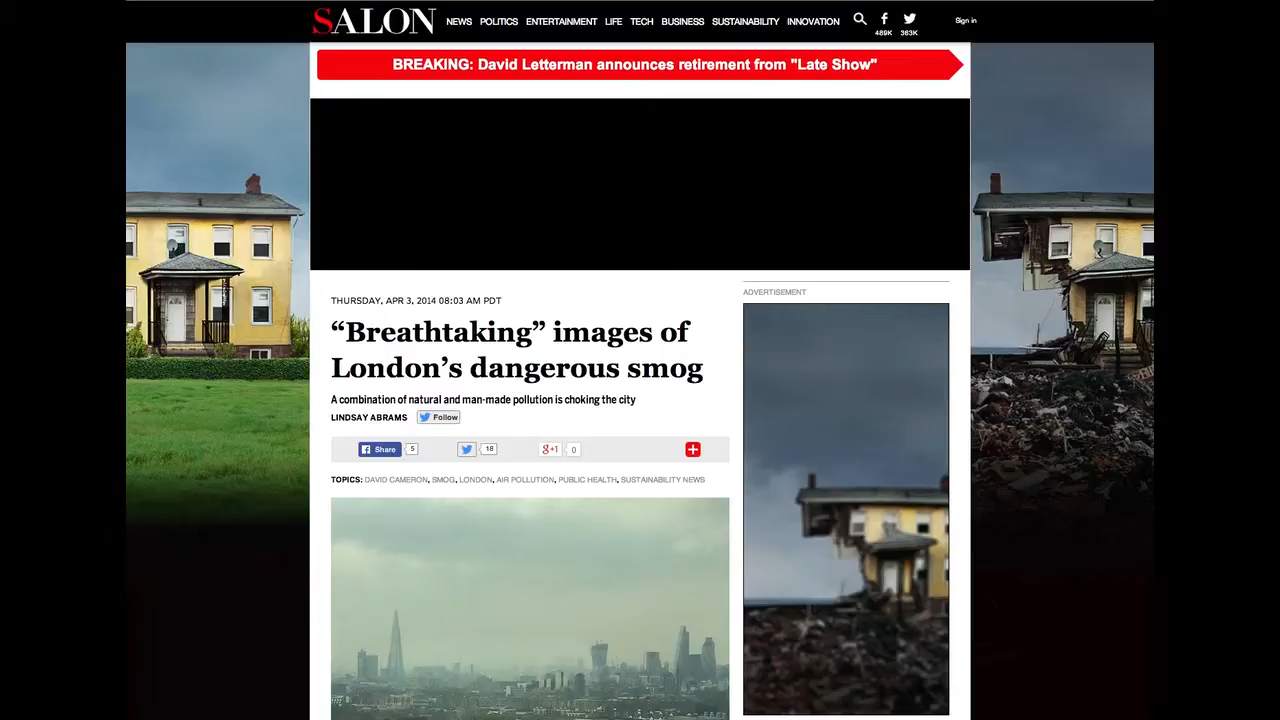 SALON NEWS POLITICS ENTERTAINMENT LIFE TECH BUSINESS SUSTAINABILITY INNOVATION Sign in
489K 363K
BREAKING: David Letterman announces retirement from "Late Show"
ADVERTISEMENT
THURSDAY, APR 3, 2014 08:03 AM PDT
“Breathtaking” images of
London’s dangerous smog
A combination of natural and man-made pollution is choking the city
LINDSAY ABRAMS Follow
Share 5 18 +1 0
TOPICS: DAVID CAMERON, SMOG, LONDON, AIR POLLUTION, PUBLIC HEALTH, SUSTAINABILITY NEWS